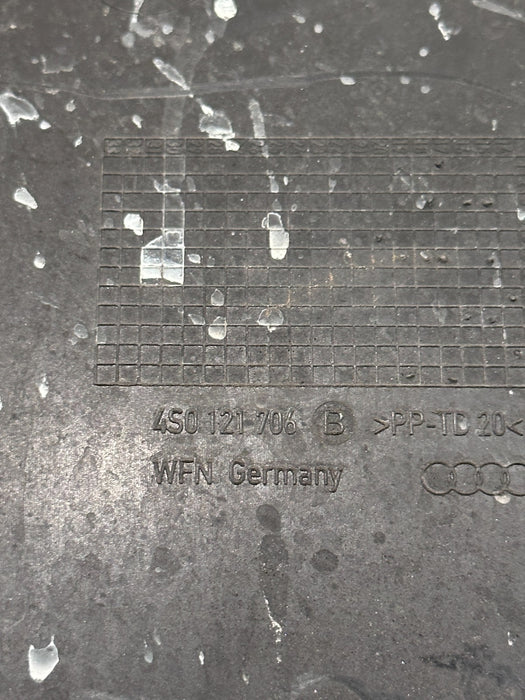 4S0 121 706 B >PP-TD 20<
WFN Germany